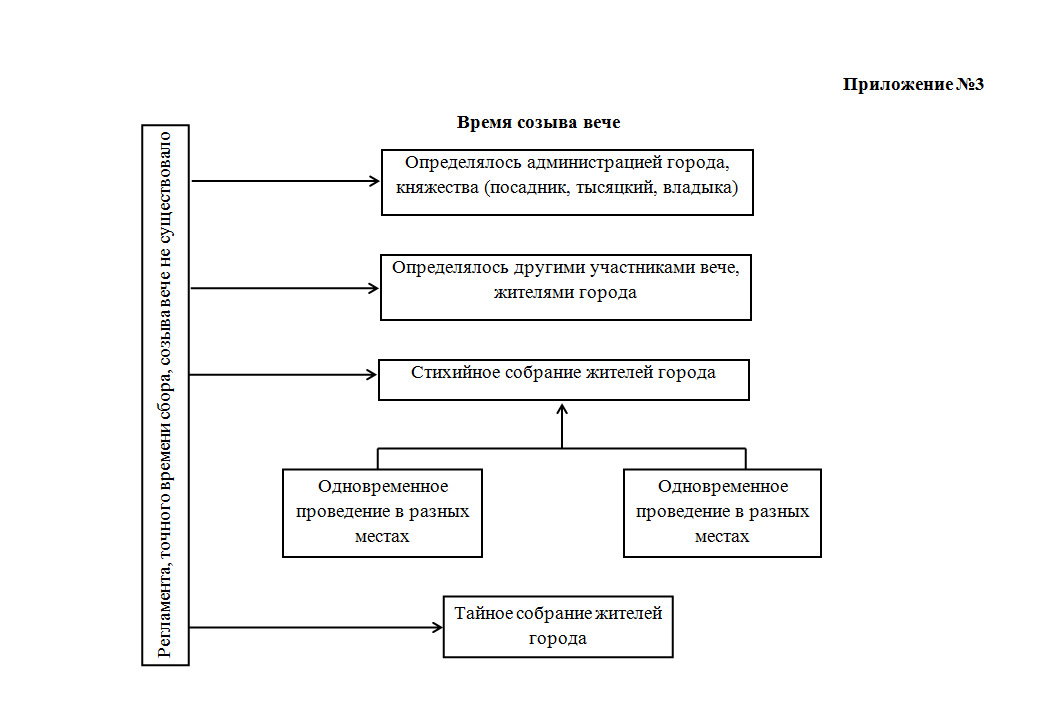 Приложение №3
Время созыва вече
Регламента, точного времени сбора, созыва вече не существовало
Определялось администрацией города,
княжества (посадник, тысяцкий, владыка)
Определялось другими участниками вече,
жителями города
Стихийное собрание жителей города
Одновременное
проведение в разных
местах
Одновременное
проведение в разных
местах
Тайное собрание жителей
города